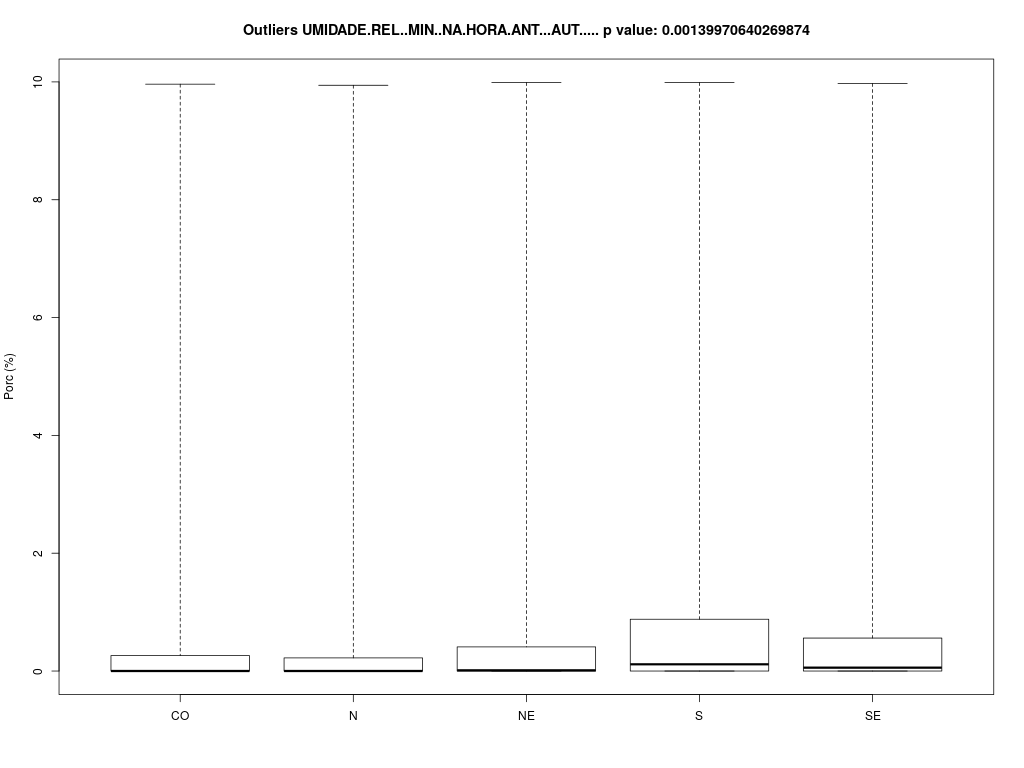 Outliers UMIDADE.REL..MIN..NA.HORA.ANT...AUT..... p value: 0.00139970640269874
Porc (%)
10
8
6
4
2
0
CO N NE S SE